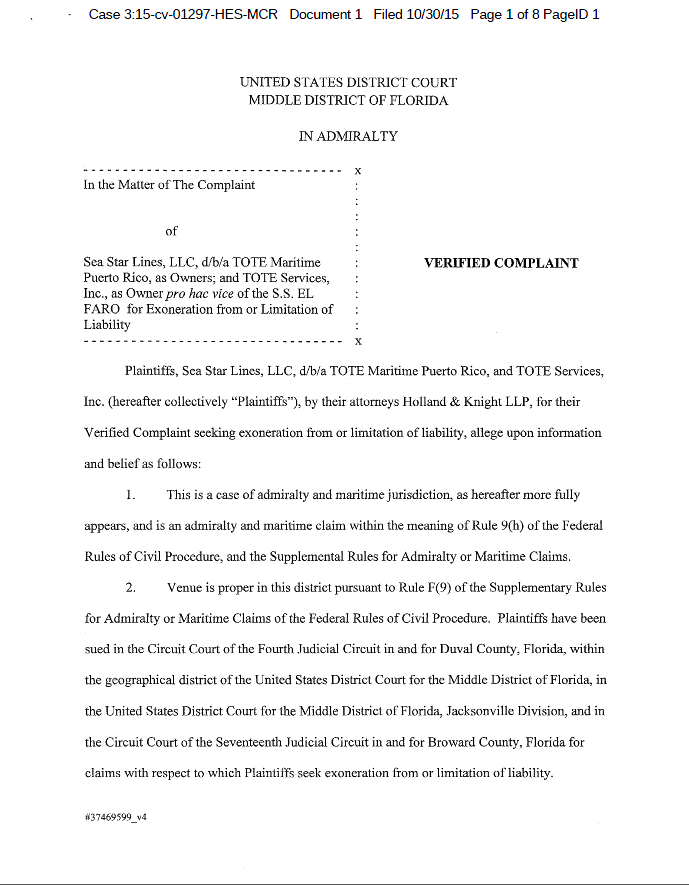 Case 3:15-cv-01297-HES-MCR Document 1 Filed 10/30/15 Page 1 of 8 PageID 1
UNITED STATES DISTRICT COURT
MIDDLE DISTRICT OF FLORIDA
IN ADMIRALTY
- - - - - - - - - - - - - - - - - - - - - - - - - - - - - - - - - x
In the Matter of The Complaint :
:
:
of :
:
Sea Star Lines, LLC, d/b/a TOTE Maritime : VERIFIED COMPLAINT
Puerto Rico, as Owners; and TOTE Services, :
Inc., as Owner pro hac vice of the S.S. EL :
FARO for Exoneration from or Limitation of :
Liability :
- - - - - - - - - - - - - - - - - - - - - - - - - - - - - - - - - x
Plaintiffs, Sea Star Lines, LLC, d/b/a TOTE Maritime Puerto Rico, and TOTE Services,
Inc. (hereafter collectively “Plaintiffs”), by their attorneys Holland & Knight LLP, for their
Verified Complaint seeking exoneration from or limitation of liability, allege upon information
and belief as follows:
1. This is a case of admiralty and maritime jurisdiction, as hereafter more fully
appears, and is an admiralty and maritime claim within the meaning of Rule 9(h) of the Federal
Rules of Civil Procedure, and the Supplemental Rules for Admiralty or Maritime Claims.
2. Venue is proper in this district pursuant to Rule F(9) of the Supplementary Rules
for Admiralty or Maritime Claims of the Federal Rules of Civil Procedure. Plaintiffs have been
sued in the Circuit Court of the Fourth Judicial Circuit in and for Duval County, Florida, within
the geographical district of the United States District Court for the Middle District of Florida, in
the United States District Court for the Middle District of Florida, Jacksonville Division, and in
the Circuit Court of the Seventeenth Judicial Circuit in and for Broward County, Florida for
claims with respect to which Plaintiffs seek exoneration from or limitation of liability.
#37469599_v4